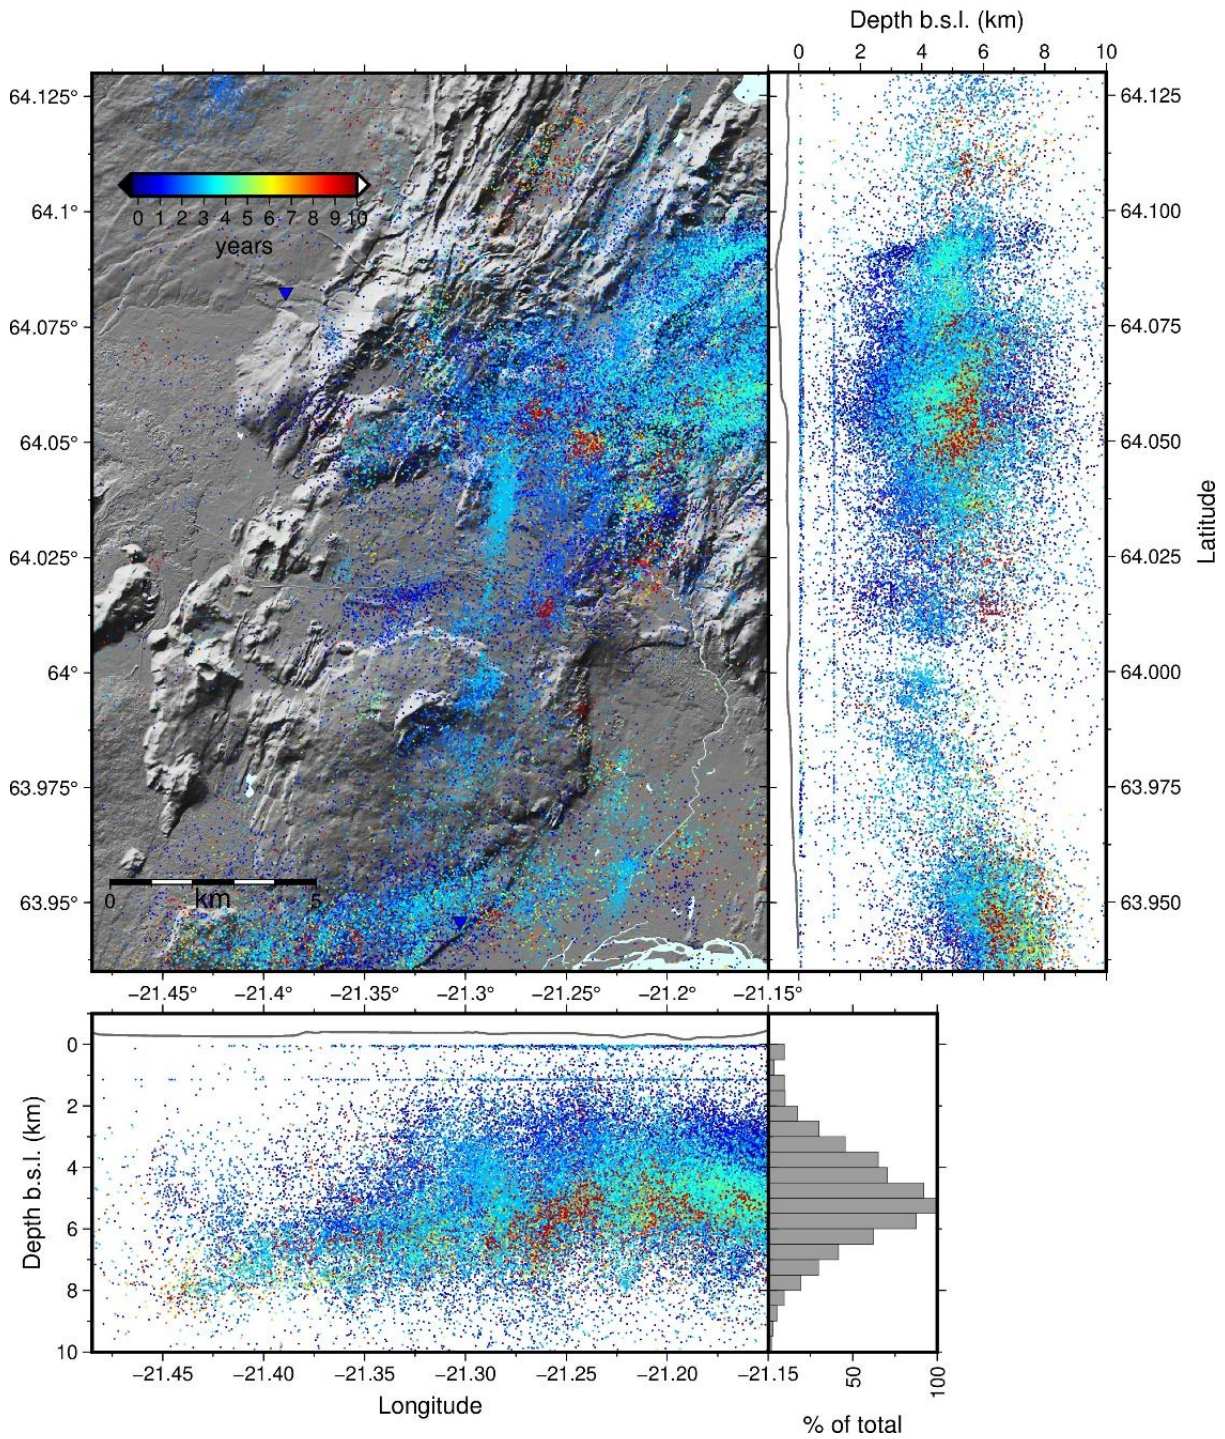 Depth b.s.l. (km)
0 2 4 6 8 10
64.125° 64.125
0 1 2 3 4 5 6 7 8 9 10
years
64.1° 64.100
64.075° 64.075
64.05° 64.050
Latitude
64.025° 64.025
64° 64.000
63.975° 63.975
0 km 5
63.95° 63.950
−21.45° −21.4° −21.35° −21.3° −21.25° −21.2° −21.15°
0
2
4
Depth b.s.l. (km)
6
8
10
−21.45 −21.40 −21.35 −21.30 −21.25 −21.20 −21.15
50 100
Longitude
% of total